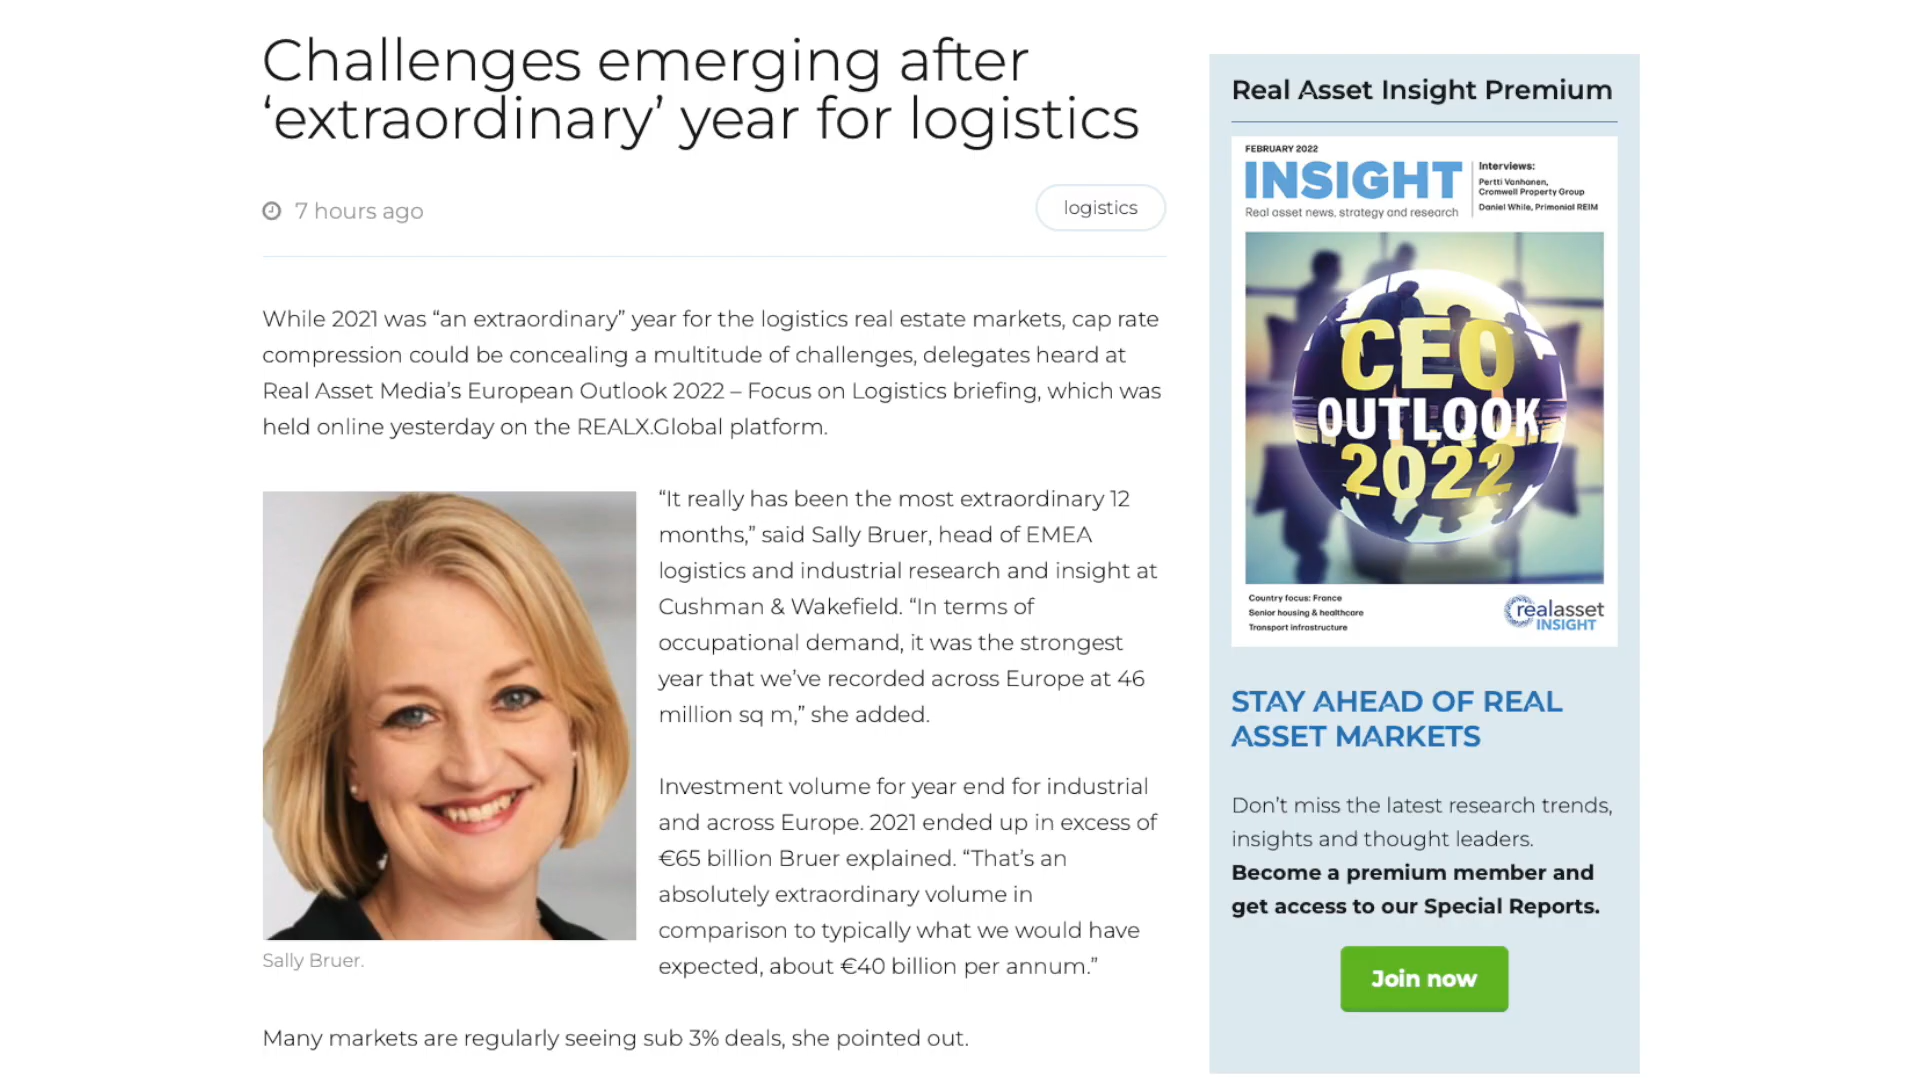 Challenges emerging after
‘extraordinary’ year for logistics
7 hours ago
logistics
While 2021 was “an extraordinary” year for the logistics real estate markets, cap rate
compression could be concealing a multitude of challenges, delegates heard at
Real Asset Media’s European Outlook 2022 – Focus on Logistics briefing, which was
held online yesterday on the REALX.Global platform.
“It really has been the most extraordinary 12
months,” said Sally Bruer, head of EMEA
logistics and industrial research and insight at
Cushman & Wakefield. “In terms of
occupational demand, it was the strongest
year that we’ve recorded across Europe at 46
million sq m,” she added.
Investment volume for year end for industrial
and across Europe. 2021 ended up in excess of
€65 billion Bruer explained. “That’s an
absolutely extraordinary volume in
comparison to typically what we would have
expected, about €40 billion per annum.”
Sally Bruer.
Many markets are regularly seeing sub 3% deals, she pointed out.
Real Asset Insight Premium
FEBRUARY 2022
INSIGHT
Real asset news, strategy and research
Interviews:
Pertti Vanhanen,
Cromwell Property Group
Daniel While, Primonial REIM
CEO
OUTLOOK
2022
Country focus: France
Senior housing & healthcare
Transport infrastructure
realasset
INSIGHT
STAY AHEAD OF REAL
ASSET MARKETS
Don’t miss the latest research trends,
insights and thought leaders.
Become a premium member and
get access to our Special Reports.
Join now